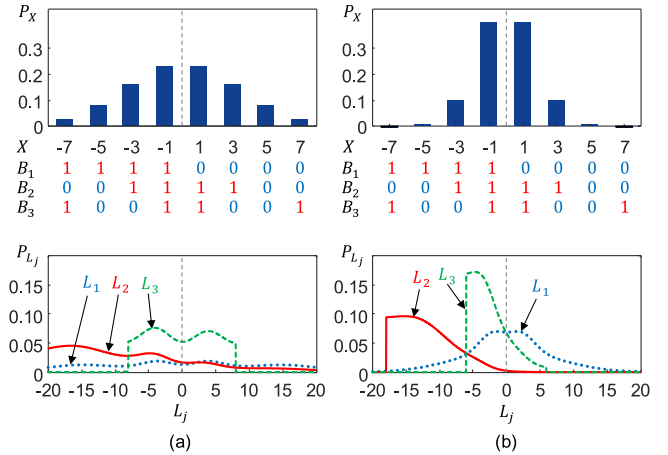 P_X
0.3
0.2
0.1
0
X -7 -5 -3 -1 1 3 5 7
B_1 1 1 1 1 0 0 0 0
B_2 0 0 1 1 1 1 0 0
B_3 1 0 0 1 1 0 0 1
P_{L_j}
0.15
0.10
0.05
0.00
L_1 L_2 L_3
-20 -15 -10 -5 0 5 10 15 20
L_j
(a)
P_X
0.3
0.2
0.1
0
X -7 -5 -3 -1 1 3 5 7
B_1 1 1 1 1 0 0 0 0
B_2 0 0 1 1 1 1 0 0
B_3 1 0 0 1 1 0 0 1
P_{L_j}
0.15
0.10
0.05
0.00
L_2 L_3 L_1
-20 -15 -10 -5 0 5 10 15 20
L_j
(b)